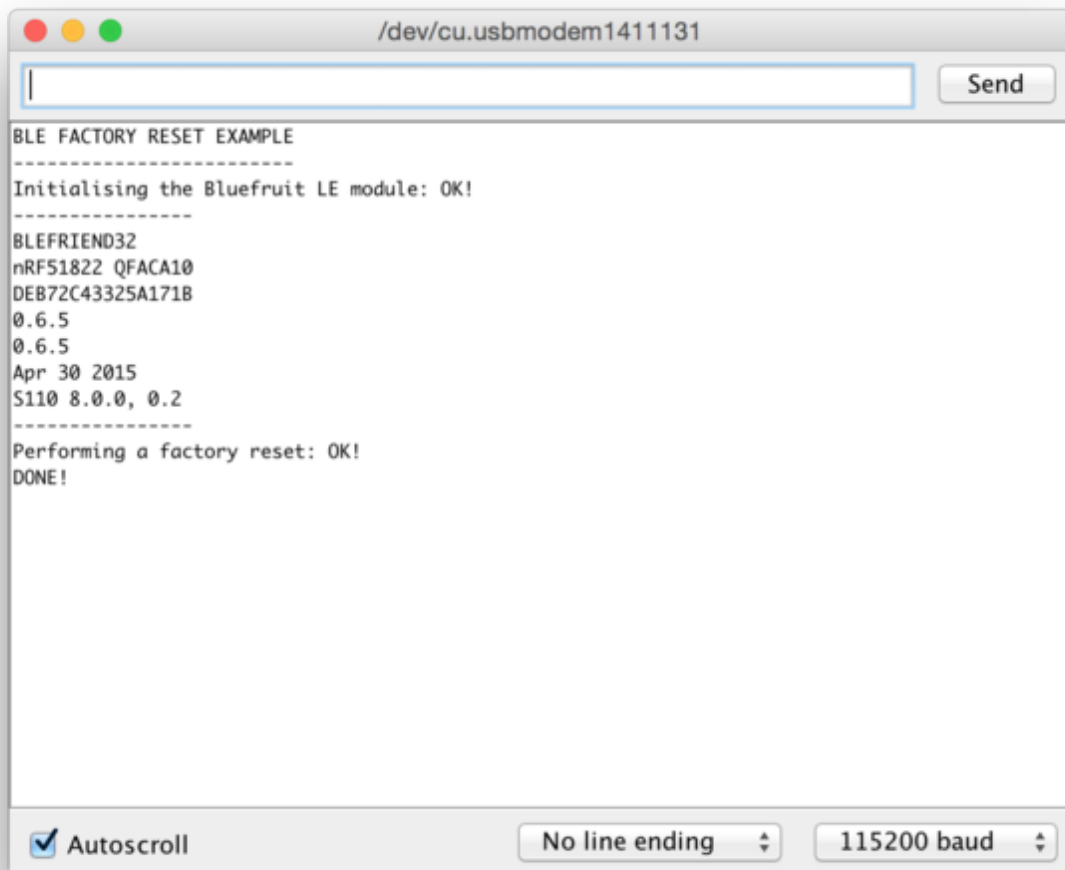 /dev/cu.usbmodem1411131
Send
BLE FACTORY RESET EXAMPLE
-------------------------
Initialising the Bluefruit LE module: OK!
----------------
BLEFRIEND32
nRF51822 QFACA10
DEB72C43325A171B
0.6.5
0.6.5
Apr 30 2015
S110 8.0.0, 0.2
----------------
Performing a factory reset: OK!
DONE!
Autoscroll
No line ending
115200 baud